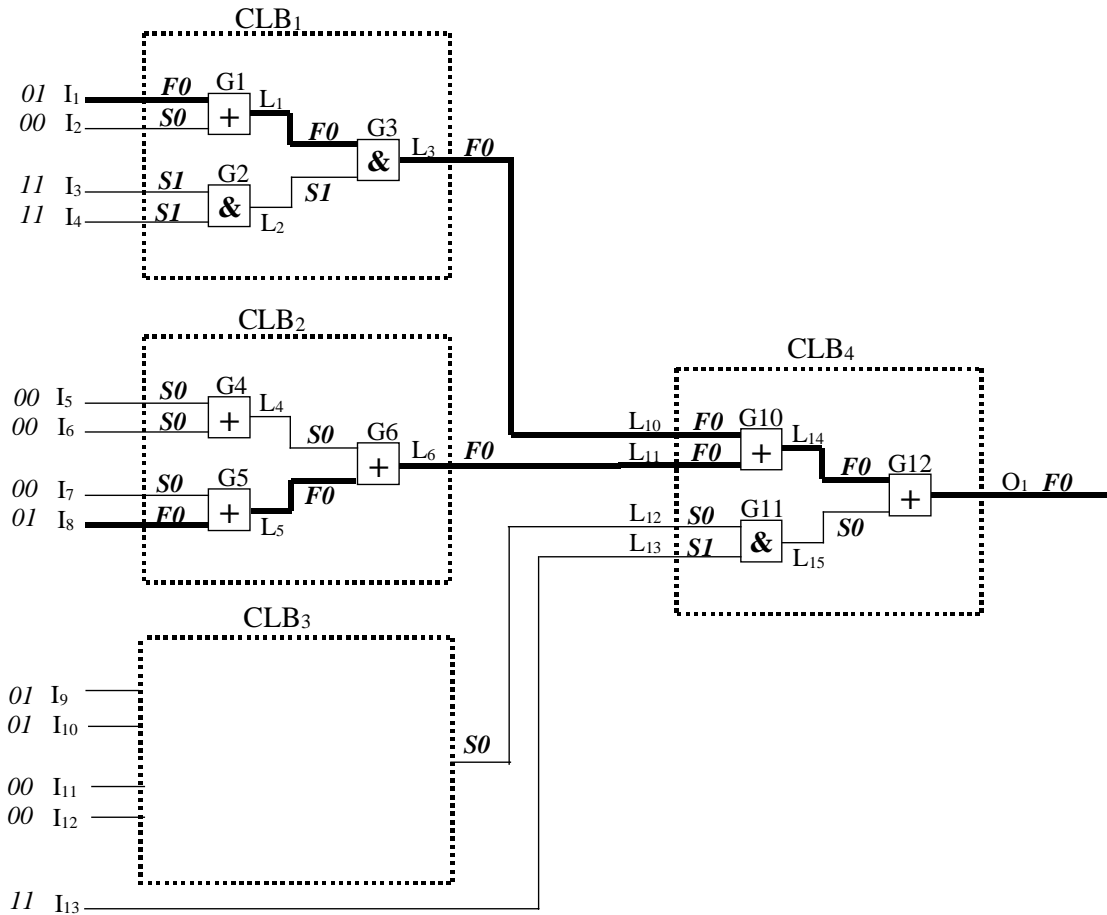 CLB₁
01 I₁ F0 G1 L₁
00 I₂ S0 +
F0 G3 L₃ F0
&
11 I₃ S1 G2 S1
11 I₄ S1 & L₂
CLB₂
00 I₅ S0 G4 L₄
00 I₆ S0 +
S0 G6 L₆ F0
+
00 I₇ S0 G5 F0
01 I₈ F0 + L₅
CLB₄
L₁₀ F0 G10 L₁₄
L₁₁ F0 +
F0 G12 O₁ F0
+
L₁₂ S0 G11 S0
L₁₃ S1 & L₁₅
CLB₃
01 I₉
01 I₁₀
S0
00 I₁₁
00 I₁₂
11 I₁₃